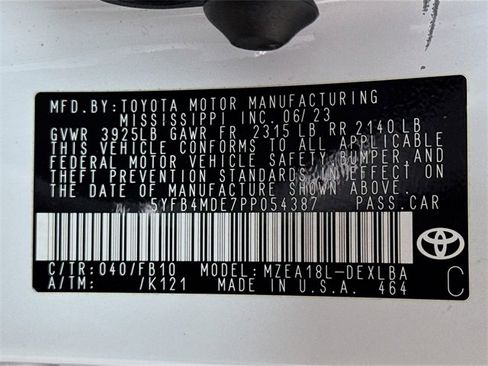 MFD.BY:TOYOTA MOTOR MANUFACTURING
MISSISSIPPI, INC. 06/23
GVWR 3925LB GAWR FR 2315 LB RR 2140 LB
THIS VEHICLE CONFORMS TO ALL APPLICABLE
FEDERAL MOTOR VEHICLE SAFETY,BUMPER,AND
THEFT PREVENTION STANDARDS IN EFFECT ON
THE DATE OF MANUFACTURE SHOWN ABOVE.
5YFB4MDE7PP054387 PASS.CAR
C/TR:040/FB10 MODEL:MZEA18L-DEXLBA
A/TM: /K121 MADE IN U.S.A. 464
TOYOTA
C